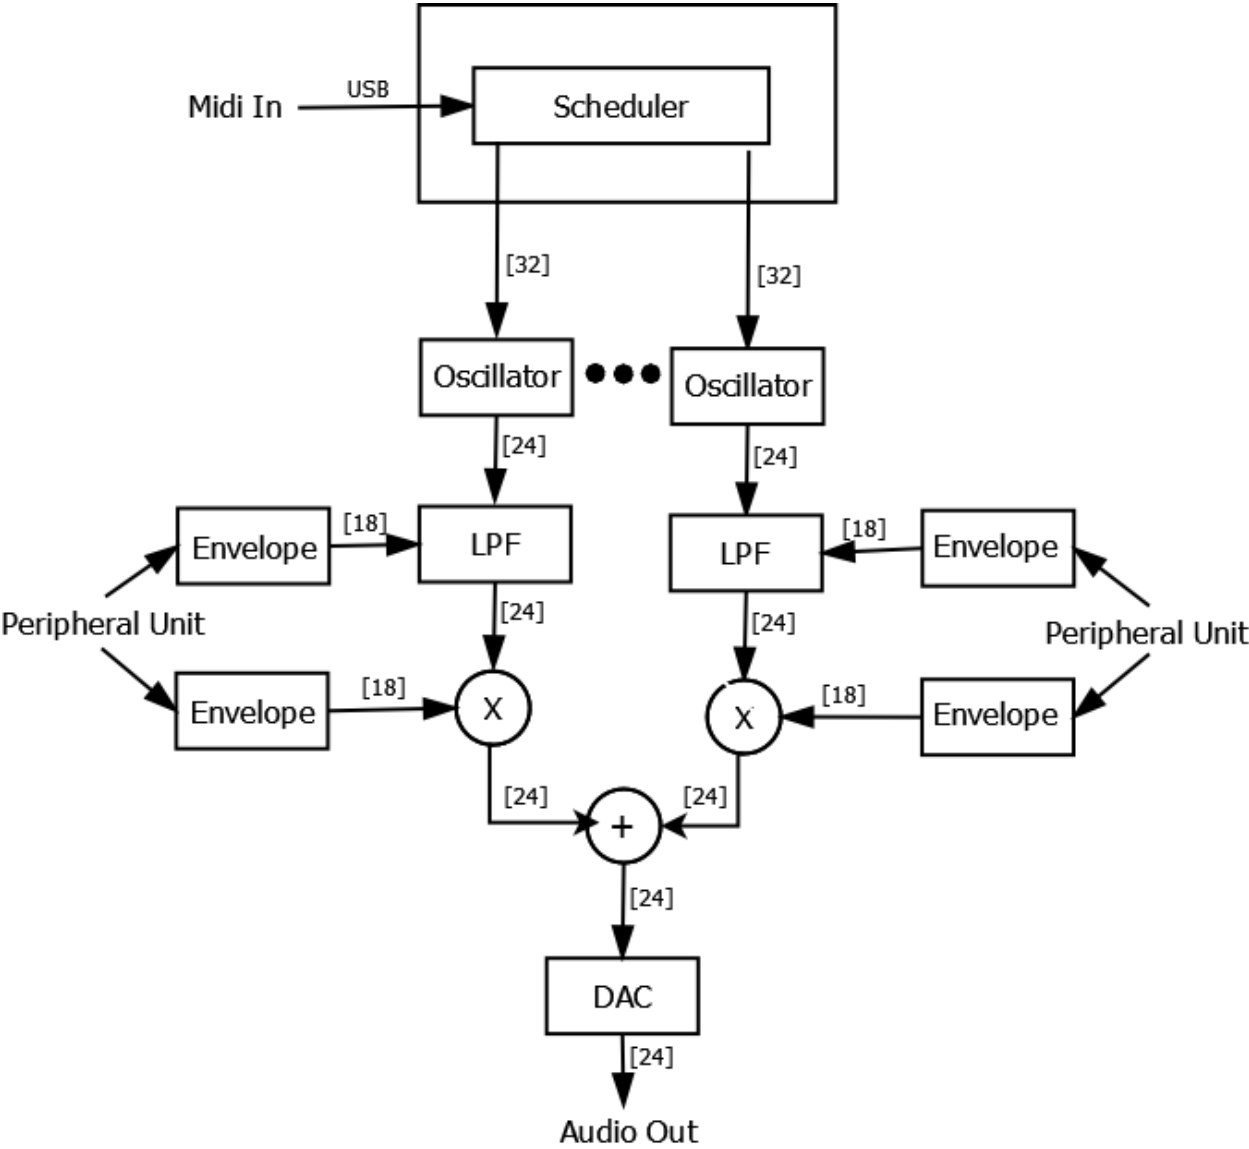 USB
Midi In
Scheduler
[32]
[32]
Oscillator
Oscillator
[24]
[24]
Envelope
[18]
LPF
LPF
[18]
Envelope
Peripheral Unit
[24]
[24]
Peripheral Unit
Envelope
[18]
X
X
[18]
Envelope
[24]
+
[24]
[24]
DAC
[24]
Audio Out